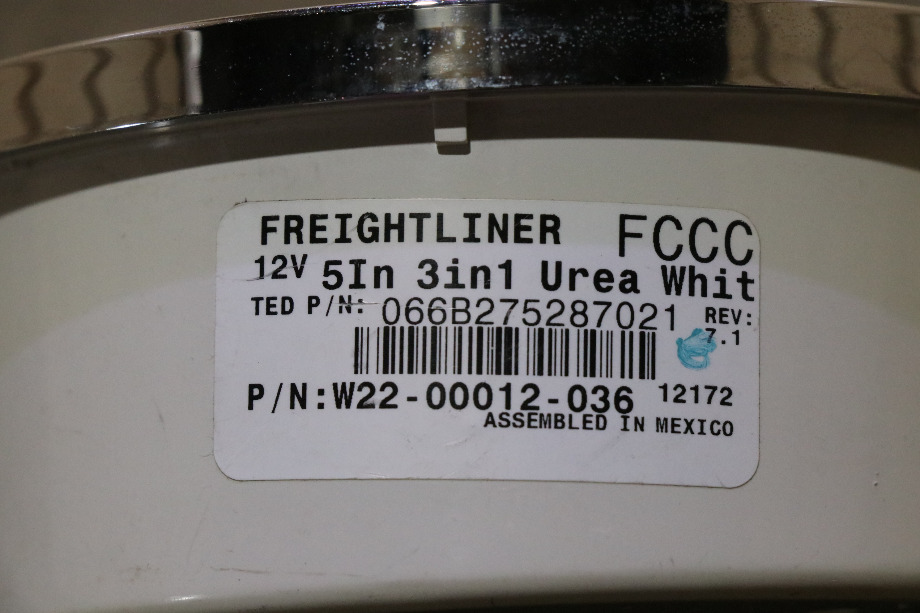 FREIGHTLINER FCCC
12V 5In 3in1 Urea Whit
TED P/N: 066B275287021 REV:
7.1
P/N:W22-00012-036 12172
ASSEMBLED IN MEXICO